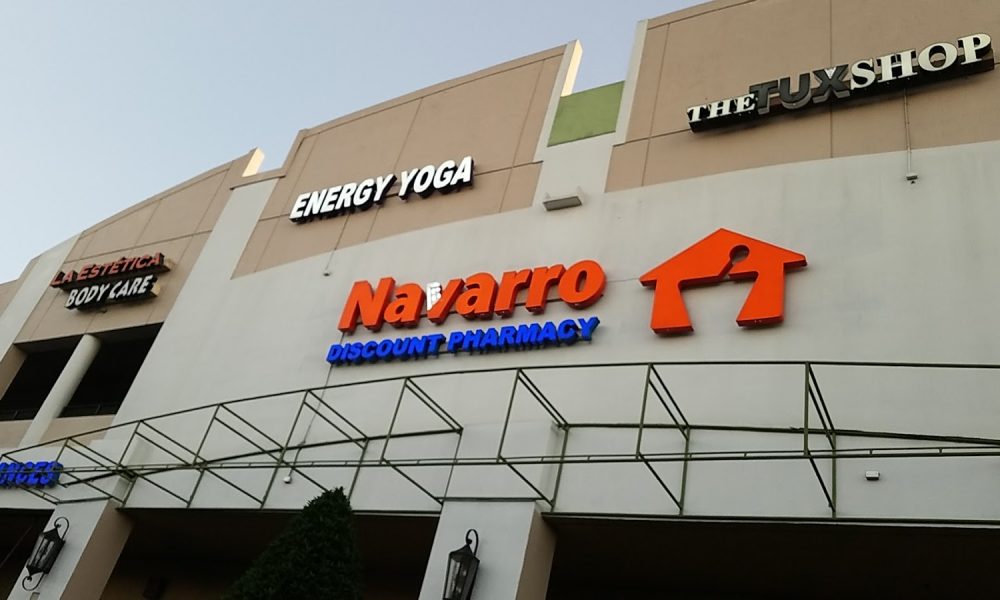 THE TUX SHOP
ENERGY YOGA
LA ESTÉTICA
BODY CARE
Navarro
DISCOUNT PHARMACY